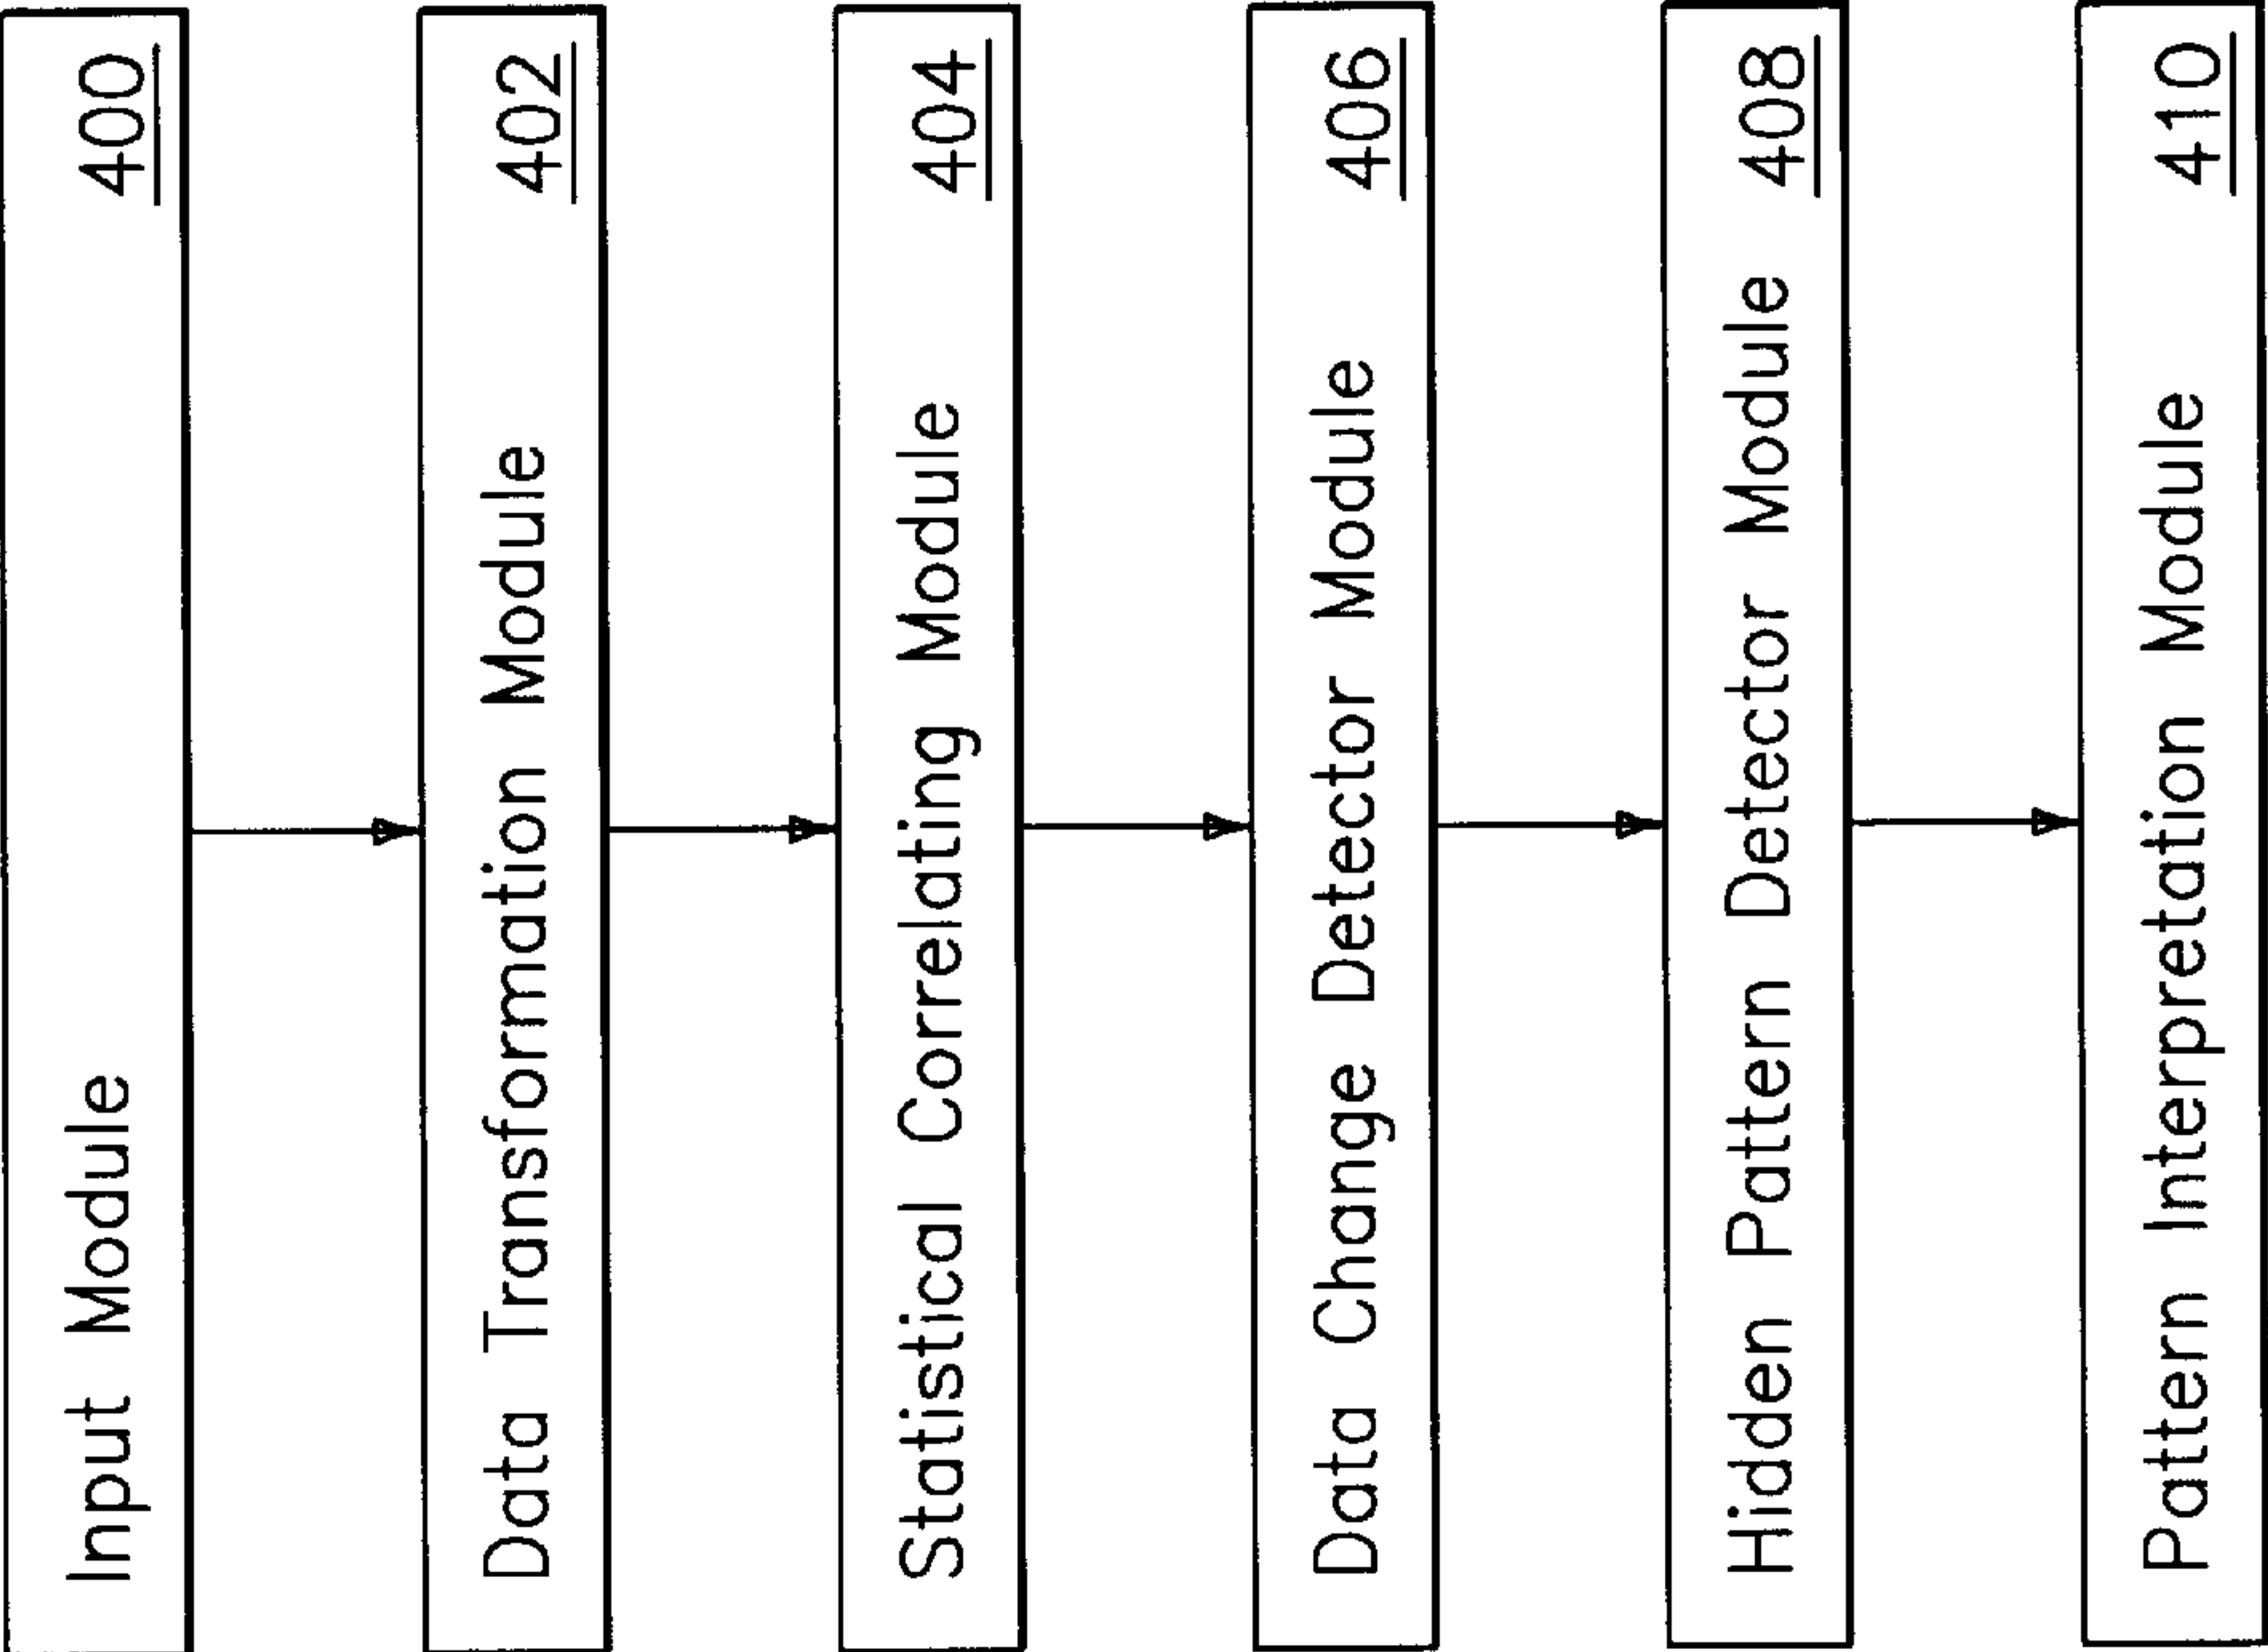 Input Module 400
Data Transformation Module 402
Statistical Correlating Module 404
Data Change Detector Module 406
Hidden Pattern Detector Module 408
Pattern Interpretation Module 410